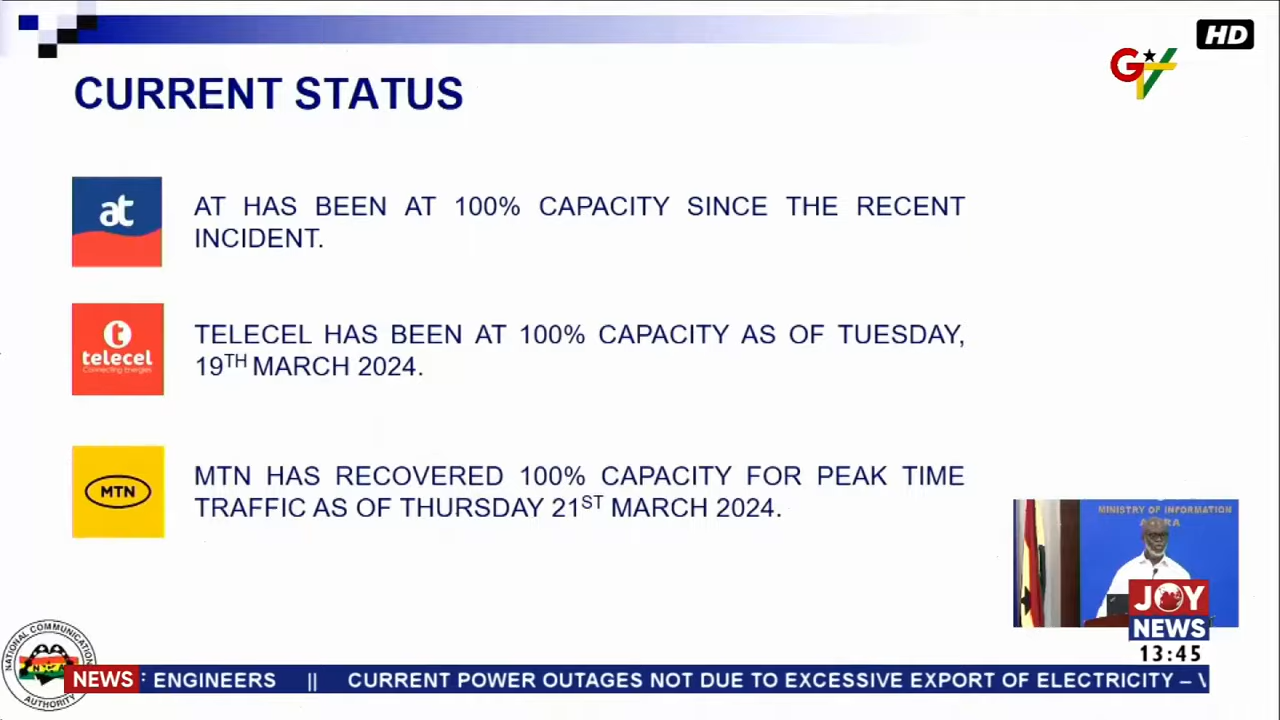 HD
GTV
CURRENT STATUS
at
AT HAS BEEN AT 100% CAPACITY SINCE THE RECENT
INCIDENT.
telecel
Connecting Energies
TELECEL HAS BEEN AT 100% CAPACITY AS OF TUESDAY,
19TH MARCH 2024.
MTN
MTN HAS RECOVERED 100% CAPACITY FOR PEAK TIME
TRAFFIC AS OF THURSDAY 21ST MARCH 2024.
MINISTRY OF INFORMATION
JOY
NEWS
13:45
NATIONAL COMMUNICATION
AUTHORITY
NEWS
ENGINEERS || CURRENT POWER OUTAGES NOT DUE TO EXCESSIVE EXPORT OF ELECTRICITY –